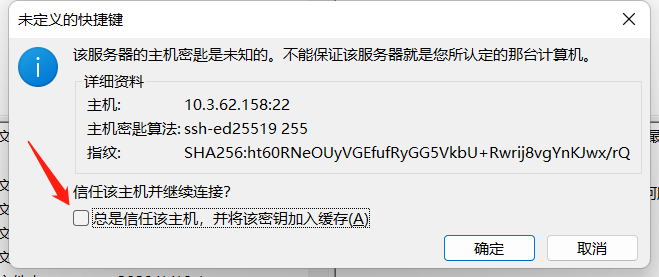 未定义的快捷键
该服务器的主机密匙是未知的。不能保证该服务器就是您所认定的那台计算机。
详细资料
主机: 10.3.62.158:22
主机密匙算法: ssh-ed25519 255
指纹: SHA256:ht60RNeOUyVGEfufRyGG5VkbU+Rwrij8vgYnKJwx/rQ
信任该主机并继续连接?
总是信任该主机，并将该密钥加入缓存(A)
确定 取消